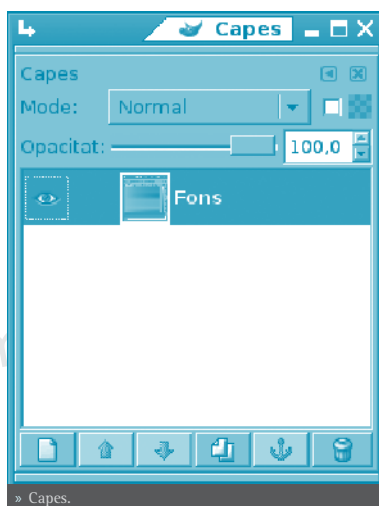 Capes
Capes
Mode: Normal
Opacitat: 100,0
Fons
» Capes.